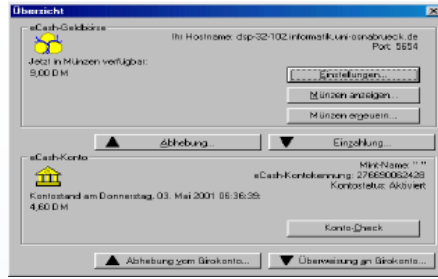 Übersicht
eCash-Geldbörse
Ihr Hostname: dsp-32-102.informatik.uni-osnabrueck.de
Port: 5654
Jetzt in Münzen verfügbar:
9,00 DM
Einstellungen...
Münzen anzeigen...
Münzen erneuern...
Abhebung...
Einzahlung...
eCash-Konto
Mint-Name: " "
eCash-Kontokennung: 276690062428
Kontostatus: Aktiviert
Kontostand am Donnerstag, 03. Mai 2001 06:36:39:
4,60 DM
Konto-Check
Abhebung vom Girokonto...
Überweisung an Girokonto...